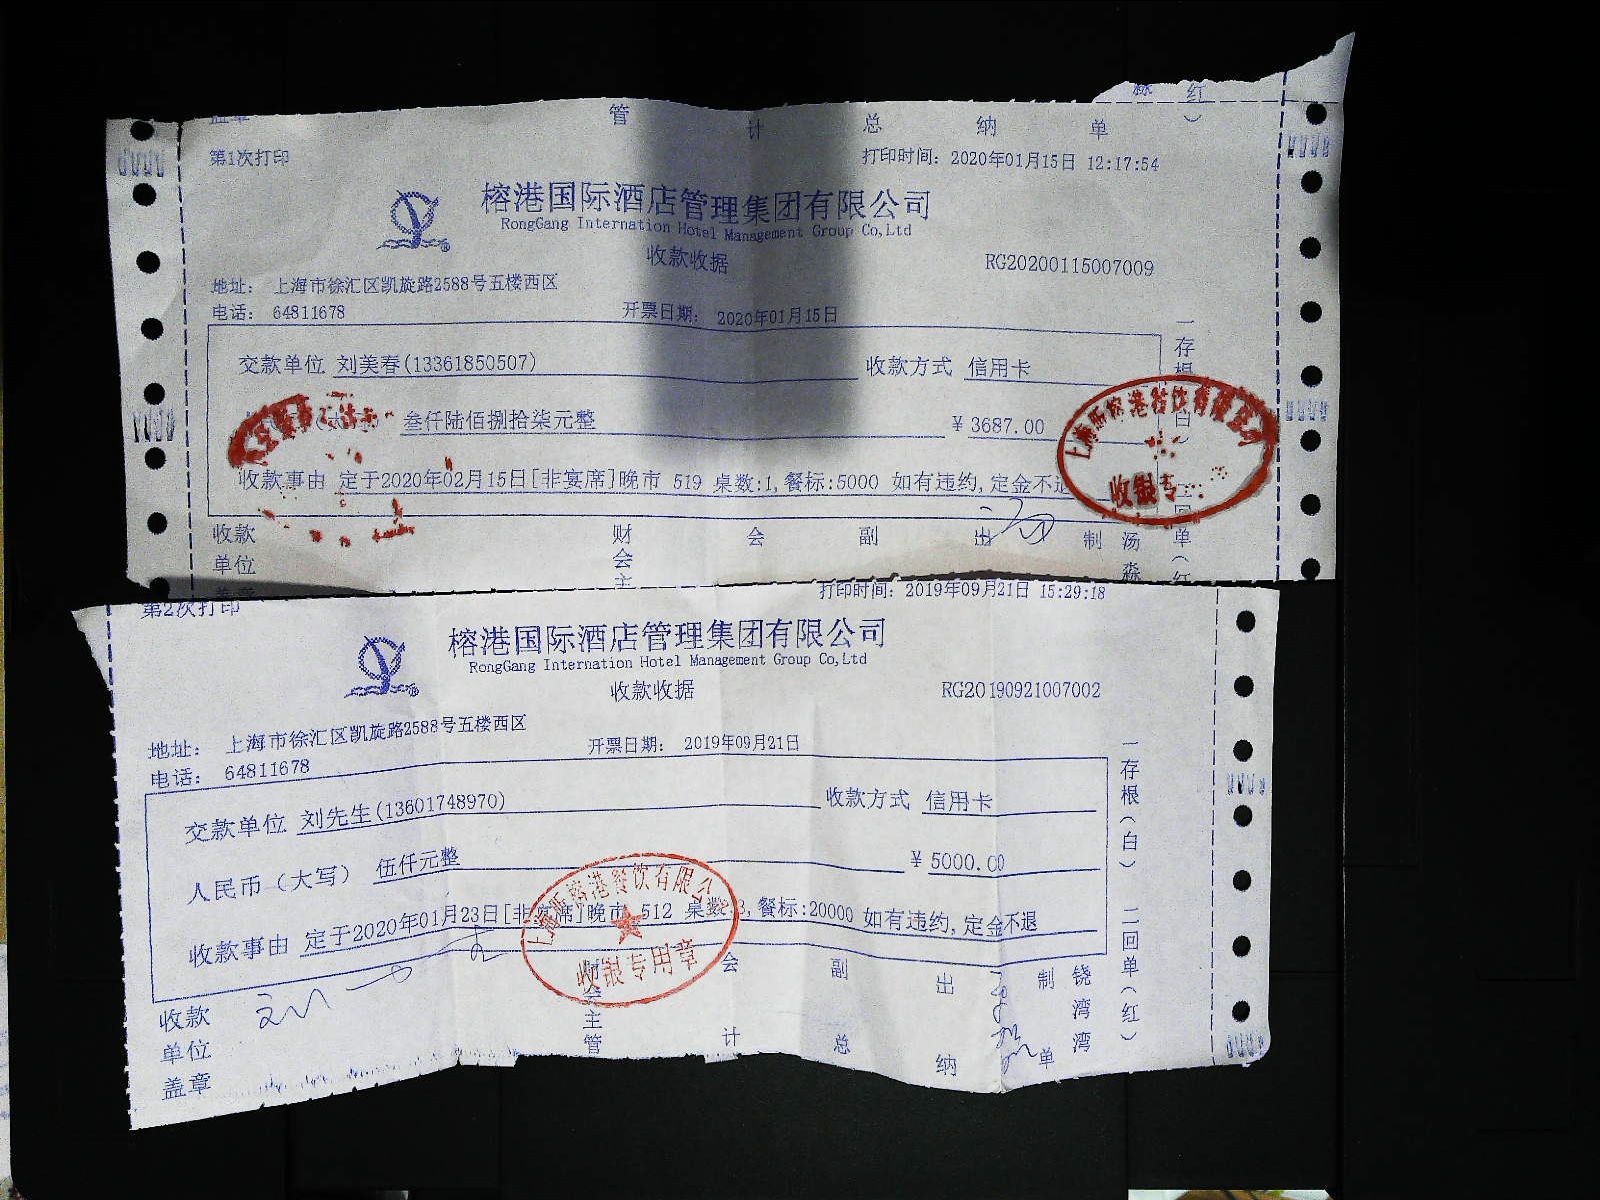 管 计 总 纳 单 红）
第1次打印
打印时间：2020年01月15日 12:17:54
榕港国际酒店管理集团有限公司
RongGang Internation Hotel Management Group Co,Ltd
收款收据
RG20200115007009
地址： 上海市徐汇区凯旋路2588号五楼西区
电话： 64811678
开票日期： 2020年01月15日
交款单位 刘美春(13361850507)
收款方式 信用卡
叁仟陆佰捌拾柒元整
¥ 3687.00
收款事由 定于2020年02月15日[非宴席]晚市 519 桌数:1,餐标:5000 如有违约,定金不退
收银专
收款 财 会 副 出 制 汤
单位 会 淼
主
一存根（白）二回单（红
第2次打印
打印时间：2019年09月21日 15:29:18
榕港国际酒店管理集团有限公司
RongGang Internation Hotel Management Group Co,Ltd
收款收据
RG20190921007002
地址： 上海市徐汇区凯旋路2588号五楼西区
电话： 64811678
开票日期： 2019年09月21日
交款单位 刘先生(13601748970)
收款方式 信用卡
人民币（大写） 伍仟元整
¥ 5000.00
收款事由 定于2020年01月23日[非宴席]晚市 512 桌数:3,餐标:20000 如有违约,定金不退
收银专用章
收款 财 会 副 出 制 饶
单位 会 湾
盖章 主 管 计 总 纳 单 湾
一存根（白） 二回单（红）